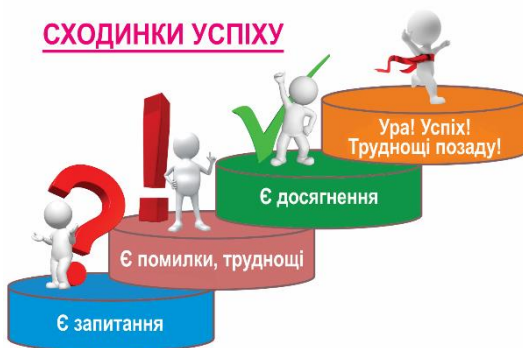 СХОДИНКИ УСПІХУ
Ура! Успіх!
Труднощі позаду!
Є досягнення
Є помилки, труднощі
Є запитання